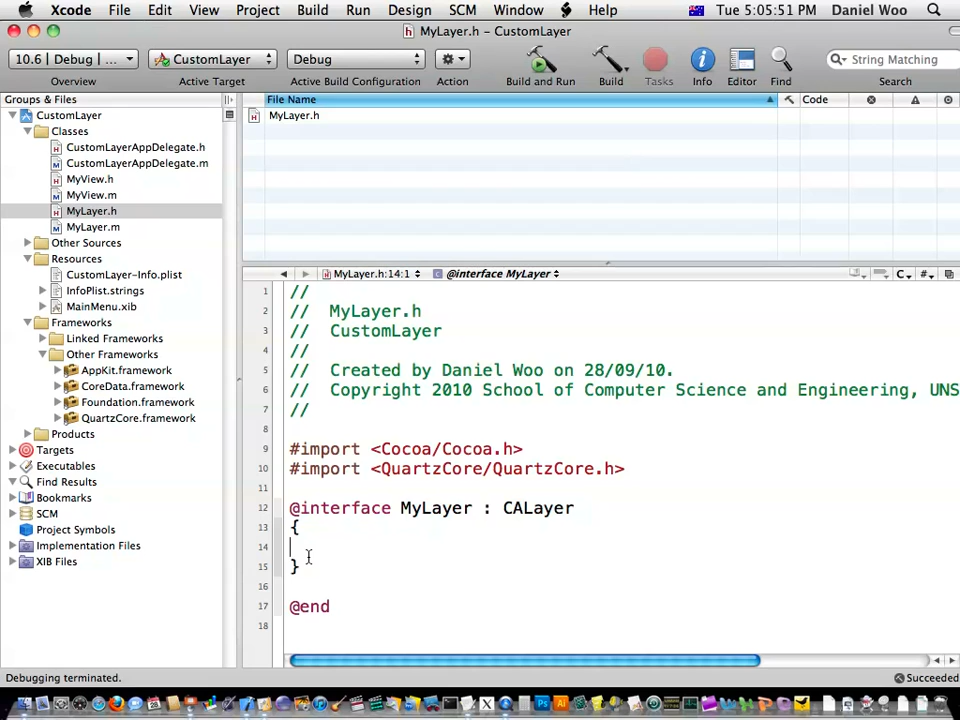 Xcode File Edit View Project Build Run Design SCM Window Help Tue 5:05:51 PM Daniel Woo
MyLayer.h - CustomLayer
10.6 | Debug | ... CustomLayer Debug String Matching
Overview Active Target Active Build Configuration Action Build and Run Build Tasks Info Editor Find Search
Groups & Files
CustomLayer
Classes
CustomLayerAppDelegate.h
CustomLayerAppDelegate.m
MyView.h
MyView.m
MyLayer.h
MyLayer.m
Other Sources
Resources
CustomLayer-Info.plist
InfoPlist.strings
MainMenu.xib
Frameworks
Linked Frameworks
Other Frameworks
AppKit.framework
CoreData.framework
Foundation.framework
QuartzCore.framework
Products
Targets
Executables
Find Results
Bookmarks
SCM
Project Symbols
Implementation Files
XIB Files
File Name Code
MyLayer.h
MyLayer.h:14:1 @interface MyLayer C #
1 //
2 // MyLayer.h
3 // CustomLayer
4 //
5 // Created by Daniel Woo on 28/09/10.
6 // Copyright 2010 School of Computer Science and Engineering, UNS
7 //
8
9 #import <Cocoa/Cocoa.h>
10 #import <QuartzCore/QuartzCore.h>
11
12 @interface MyLayer : CALayer
13 {
14
15 }
16
17 @end
18
Debugging terminated. Succeeded